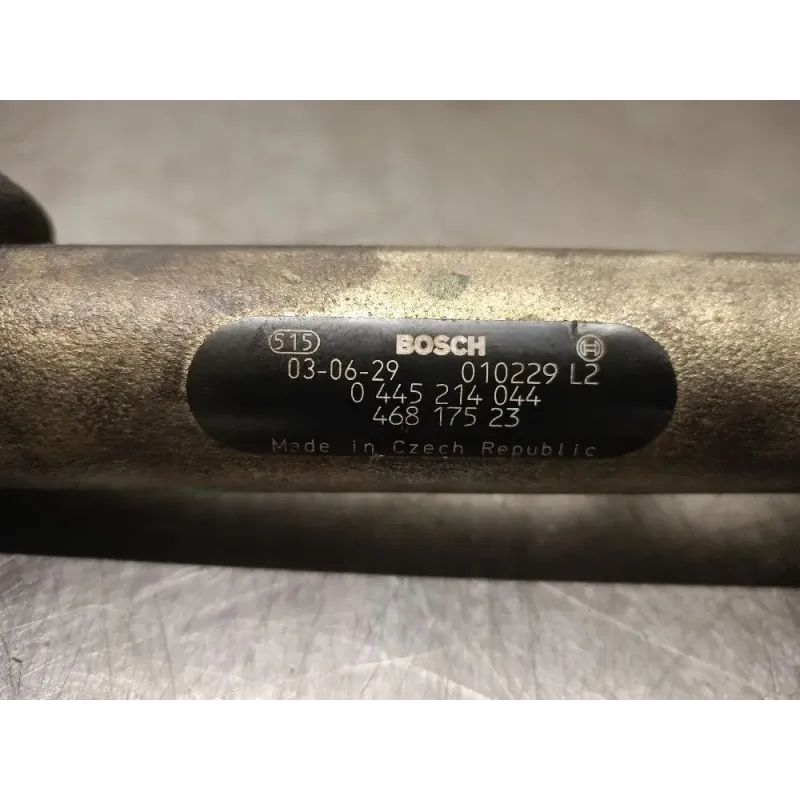 515 BOSCH
03-06-29 010229 L2
0 445 214 044
468 175 23
Made in Czech Republic